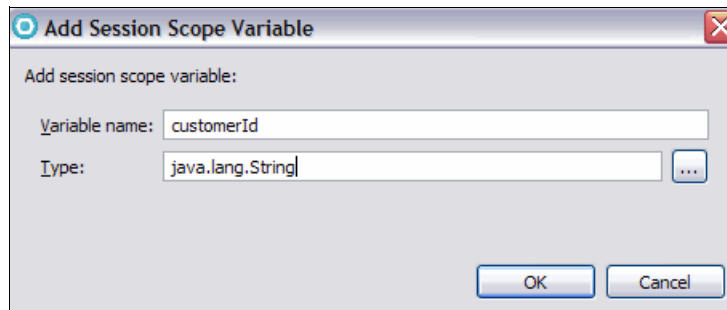 Add Session Scope Variable
Add session scope variable:
Variable name: customerId
Type: java.lang.String
...
OK Cancel